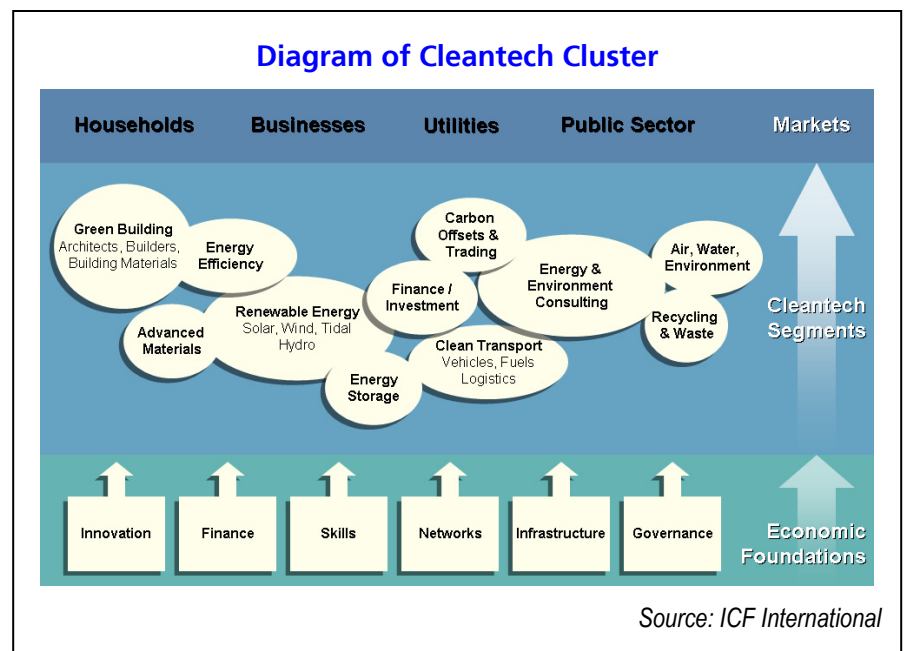 Diagram of Cleantech Cluster
Households Businesses Utilities Public Sector Markets
Green Building
Architects, Builders,
Building Materials
Energy
Efficiency
Carbon
Offsets &
Trading
Air, Water,
Environment
Energy &
Environment
Consulting
Finance /
Investment
Renewable Energy
Solar, Wind, Tidal
Hydro
Advanced
Materials
Recycling
& Waste
Clean Transport
Vehicles, Fuels
Logistics
Energy
Storage
Cleantech
Segments
Innovation Finance Skills Networks Infrastructure Governance
Economic
Foundations
Source: ICF International